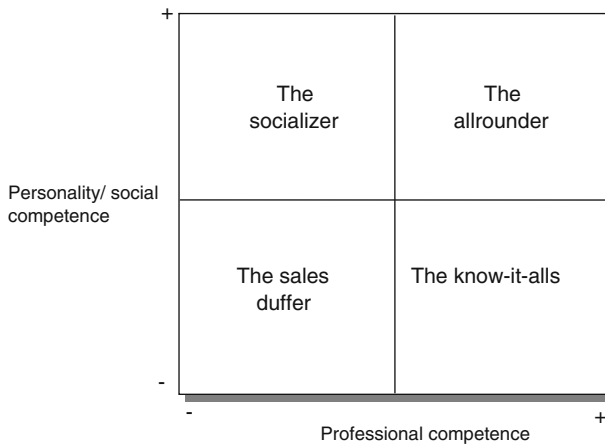 +
The
socializer
The
allrounder
Personality/ social
competence
The sales
duffer
The know-it-alls
-
-
+
Professional competence